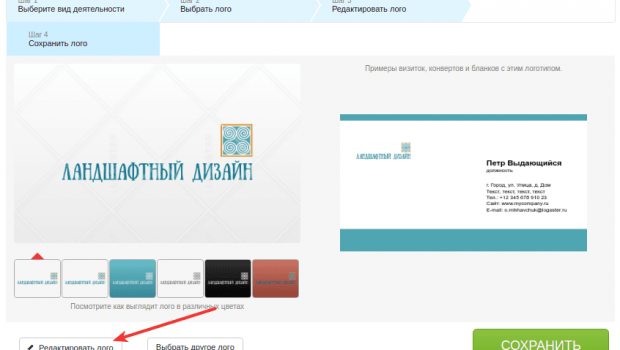 Шаг 1
Выберите вид деятельности
Шаг 2
Выбрать лого
Шаг 3
Редактировать лого
Шаг 4
Сохранить лого
Примеры визиток, конвертов и бланков с этим логотипом.
ЛАНДШАФТНЫЙ ДИЗАЙН
ЛАНДШАФТНЫЙ ДИЗАЙН
Петр Выдающийся
должность
г. Город, ул. Улица, д. Дом
Текст, текст, текст, текст
Тел.: +12 345 678 910 23
Сайт: www.mycompany.ru
E-mail: o.mikhavchuk@logaster.ru
ЛАНДШАФТНЫЙ ДИЗАЙН
ЛАНДШАФТНЫЙ ДИЗАЙН
ЛАНДШАФТНЫЙ ДИЗАЙН
ЛАНДШАФТНЫЙ ДИЗАЙН
ЛАНДШАФТНЫЙ ДИЗАЙН
ЛАНДШАФТНЫЙ ДИЗАЙН
Посмотрите как выглядит лого в различных цветах
Редактировать лого
Выбрать другое лого
СОХРАНИТЬ